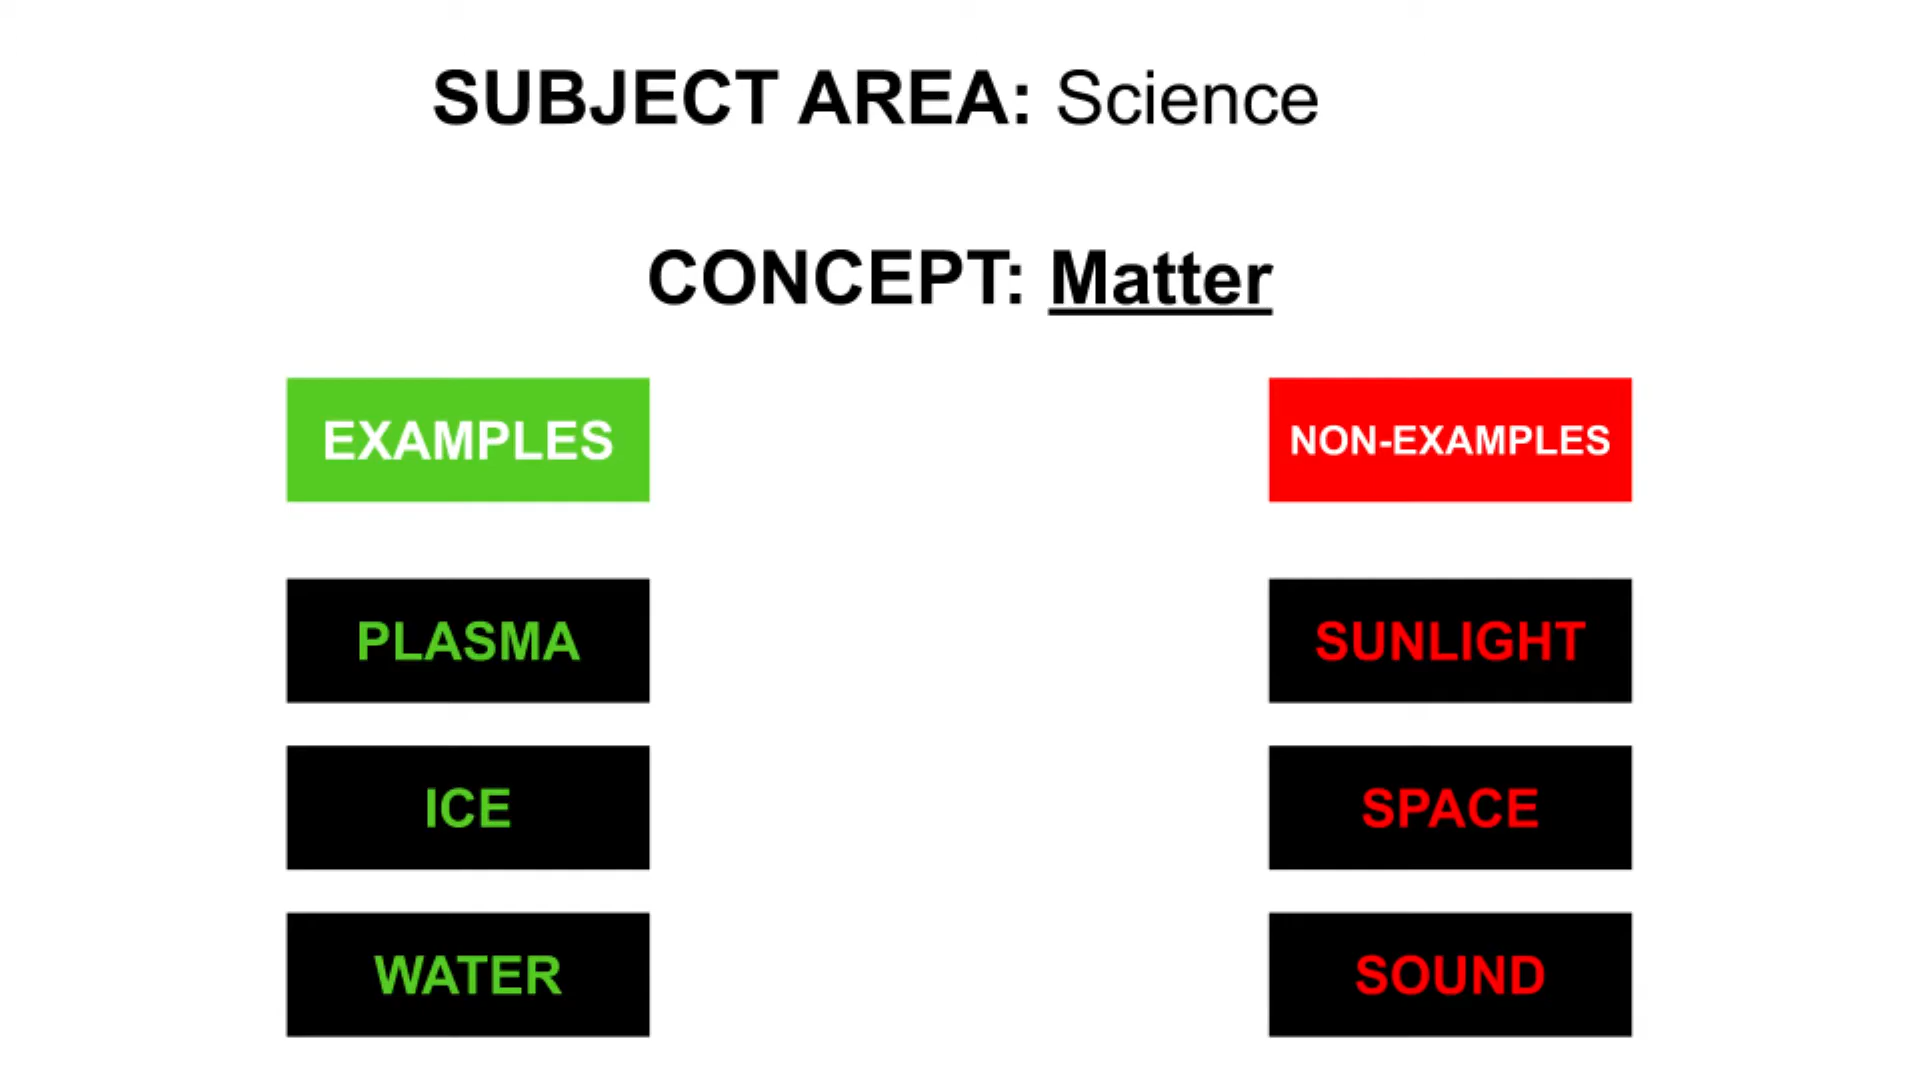 SUBJECT AREA: Science
CONCEPT: Matter
EXAMPLES
NON-EXAMPLES
PLASMA
SUNLIGHT
ICE
SPACE
WATER
SOUND